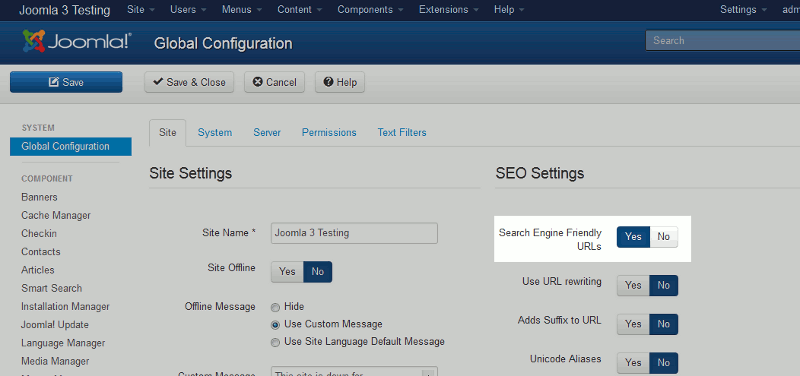 Joomla 3 Testing Site Users Menus Content Components Extensions Help Settings adm
Joomla!® Global Configuration Search
Save Save & Close Cancel Help
SYSTEM
Global Configuration
COMPONENT
Banners
Cache Manager
Checkin
Contacts
Articles
Smart Search
Installation Manager
Joomla! Update
Language Manager
Media Manager
Site System Server Permissions Text Filters
Site Settings
Site Name * Joomla 3 Testing
Site Offline Yes No
Offline Message Hide
Use Custom Message
Use Site Language Default Message
Custom Message This site is down for
SEO Settings
Search Engine Friendly
URLs
Yes No
Use URL rewriting Yes No
Adds Suffix to URL Yes No
Unicode Aliases Yes No